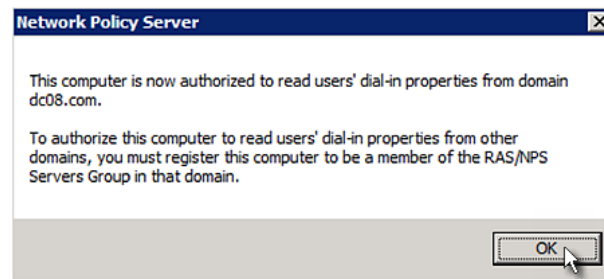 Network Policy Server
This computer is now authorized to read users' dial-in properties from domain
dc08.com.
To authorize this computer to read users' dial-in properties from other
domains, you must register this computer to be a member of the RAS/NPS
Servers Group in that domain.
OK